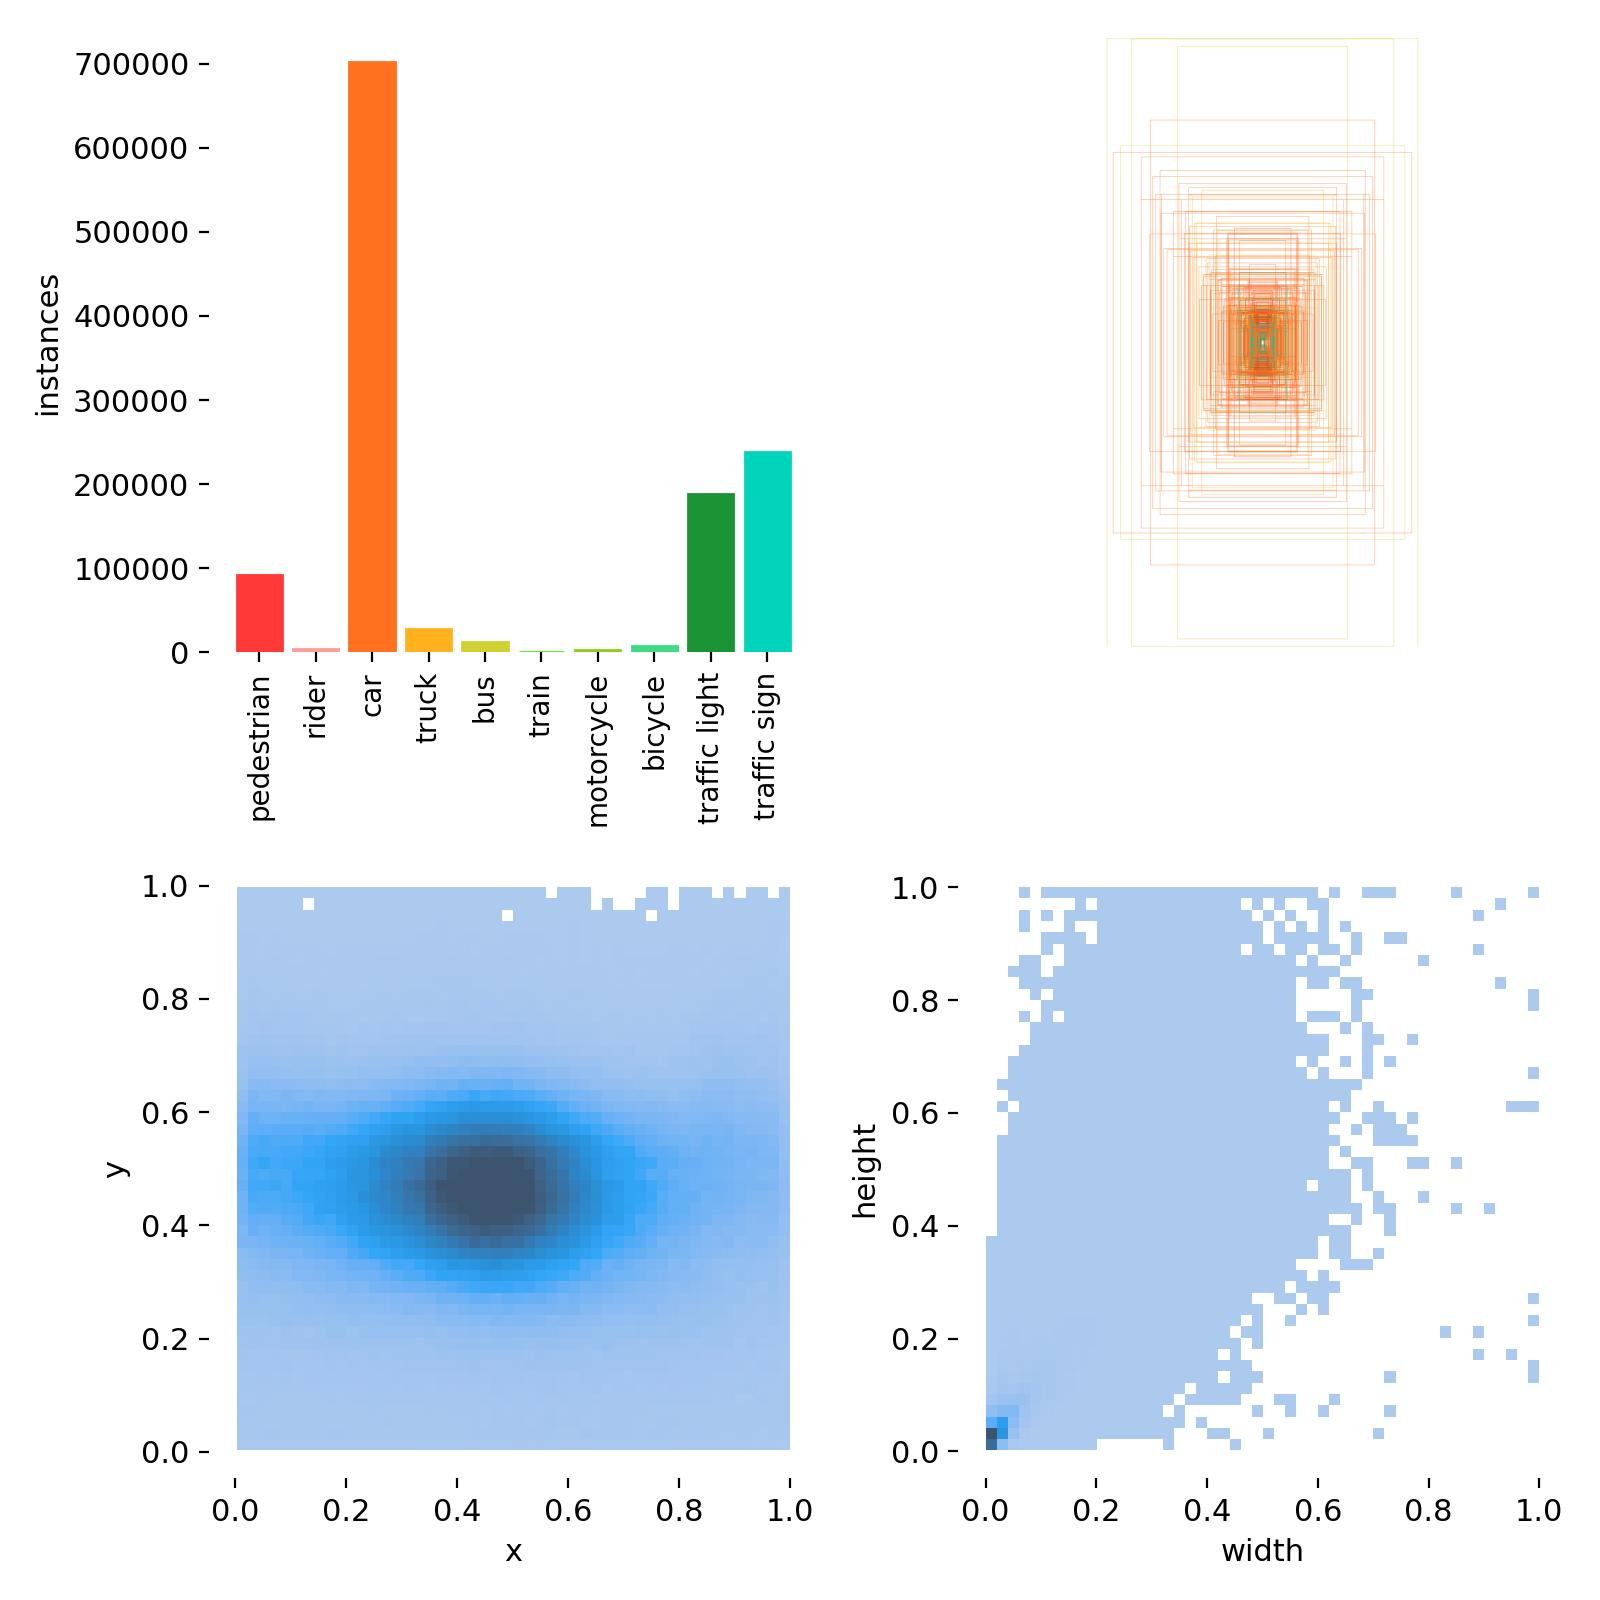 700000
600000
500000
400000
300000
200000
100000
0
instances
pedestrian
rider
car
truck
bus
train
motorcycle
bicycle
traffic light
traffic sign
1.0
0.8
0.6
0.4
0.2
0.0
y
0.0 0.2 0.4 0.6 0.8 1.0
x
1.0
0.8
0.6
0.4
0.2
0.0
height
0.0 0.2 0.4 0.6 0.8 1.0
width